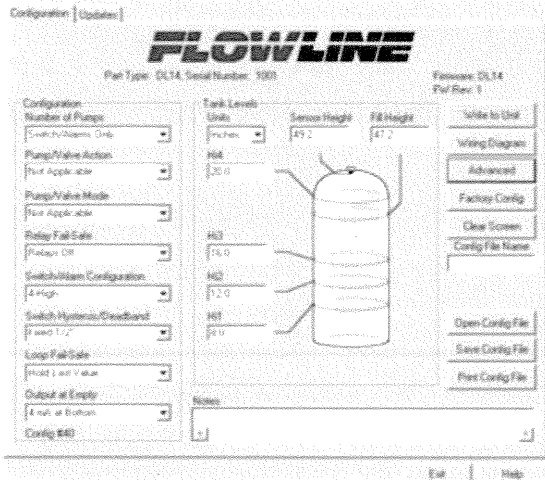 Configuration Updates
FLOWLINE
Part Type: DL14, Serial Number: 1001
Firmware: DL14
FW Rev: 1
Configuration
Number of Pumps
Switch/Alarms Only
Pump/Valve Action
Not Applicable
Pump/Valve Mode
Not Applicable
Relay Fail-Safe
Relays Off
Switch/Alarm Configuration
4-High
Switch Hysteresis/Deadband
Fixed 1/2"
Loop Fail-Safe
Hold Last Value
Output at Empty
4 mA at Bottom
Config #40
Tank Levels
Units
Inches
Sensor Height
49.2
Fill Height
47.2
Hi4
20.0
Hi3
16.0
Hi2
12.0
Hi1
8.0
Write to Unit
Wiring Diagram
Advanced
Factory Config
Clear Screen
Config File Name
Open Config File
Save Config File
Print Config File
Notes
Exit
Help